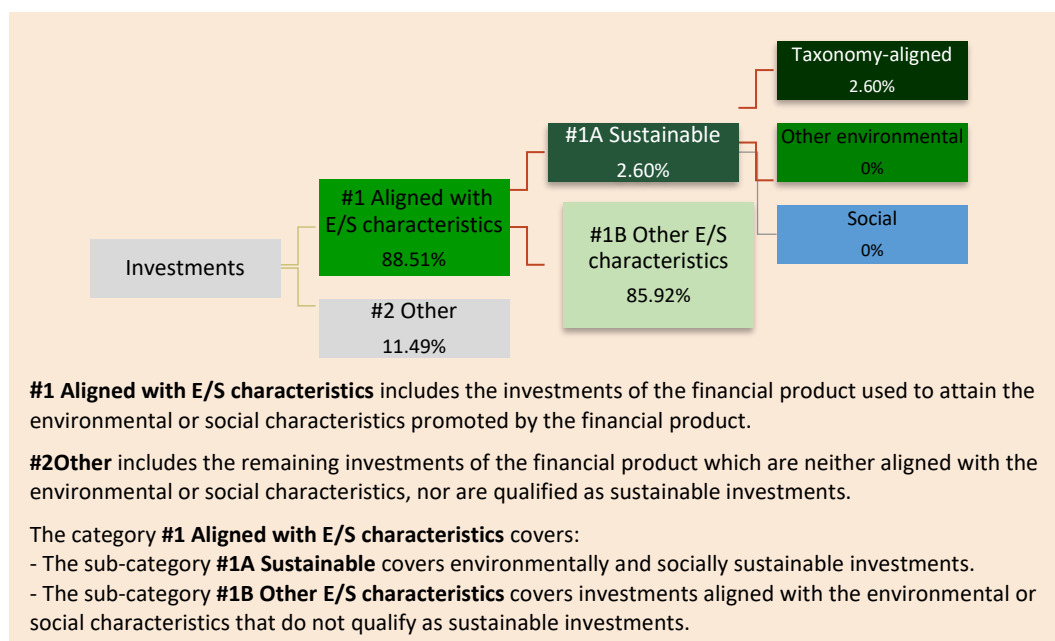 Taxonomy-aligned
2.60%
#1A Sustainable
2.60%
Other environmental
0%
#1 Aligned with
E/S characteristics
88.51%
#1B Other E/S
characteristics
85.92%
Social
0%
Investments
#2 Other
11.49%
#1 Aligned with E/S characteristics includes the investments of the financial product used to attain the
environmental or social characteristics promoted by the financial product.
#2Other includes the remaining investments of the financial product which are neither aligned with the
environmental or social characteristics, nor are qualified as sustainable investments.
The category #1 Aligned with E/S characteristics covers:
- The sub-category #1A Sustainable covers environmentally and socially sustainable investments.
- The sub-category #1B Other E/S characteristics covers investments aligned with the environmental or
social characteristics that do not qualify as sustainable investments.